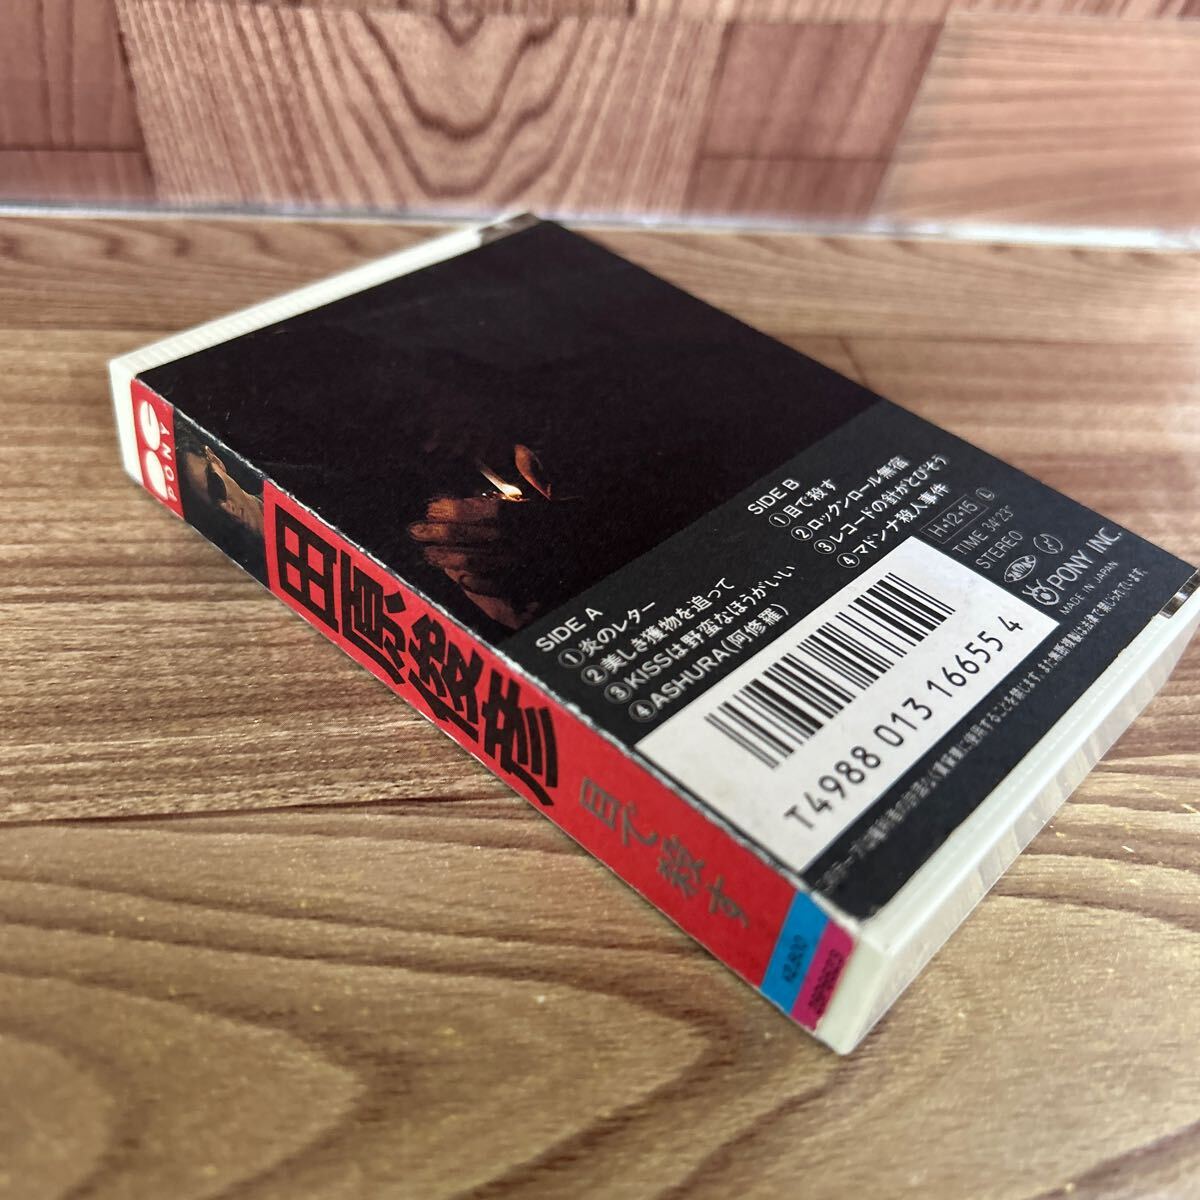 PONY
田原俊彦
目で殺す
¥2,800
SIDE A
①炎のレター
②美しき獲物を追って
③KISSは野蛮なほうがいい
④ASHURA(阿修羅)
SIDE B
①目で殺す
②ロックンロール無宿
③レコードの針がとびそう
④マドンナ殺人事件
H・12・15 Ⓛ
TIME 34'23"
STEREO
PONY INC.
MADE IN JAPAN
T4988 013 16655 4